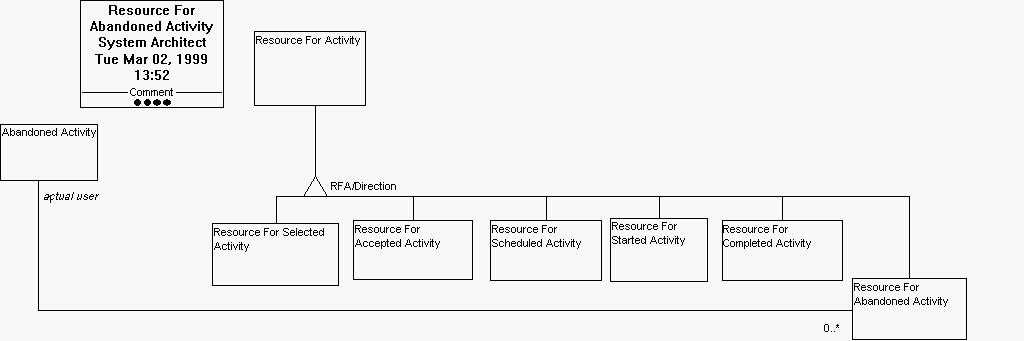 Resource For
Abandoned Activity
System Architect
Tue Mar 02, 1999
13:52
Comment
Resource For Activity
Abandoned Activity
actual user
RFA/Direction
Resource For Selected
Activity
Resource For
Accepted Activity
Resource For
Scheduled Activity
Resource For
Started Activity
Resource For
Completed Activity
Resource For
Abandoned Activity
0..*